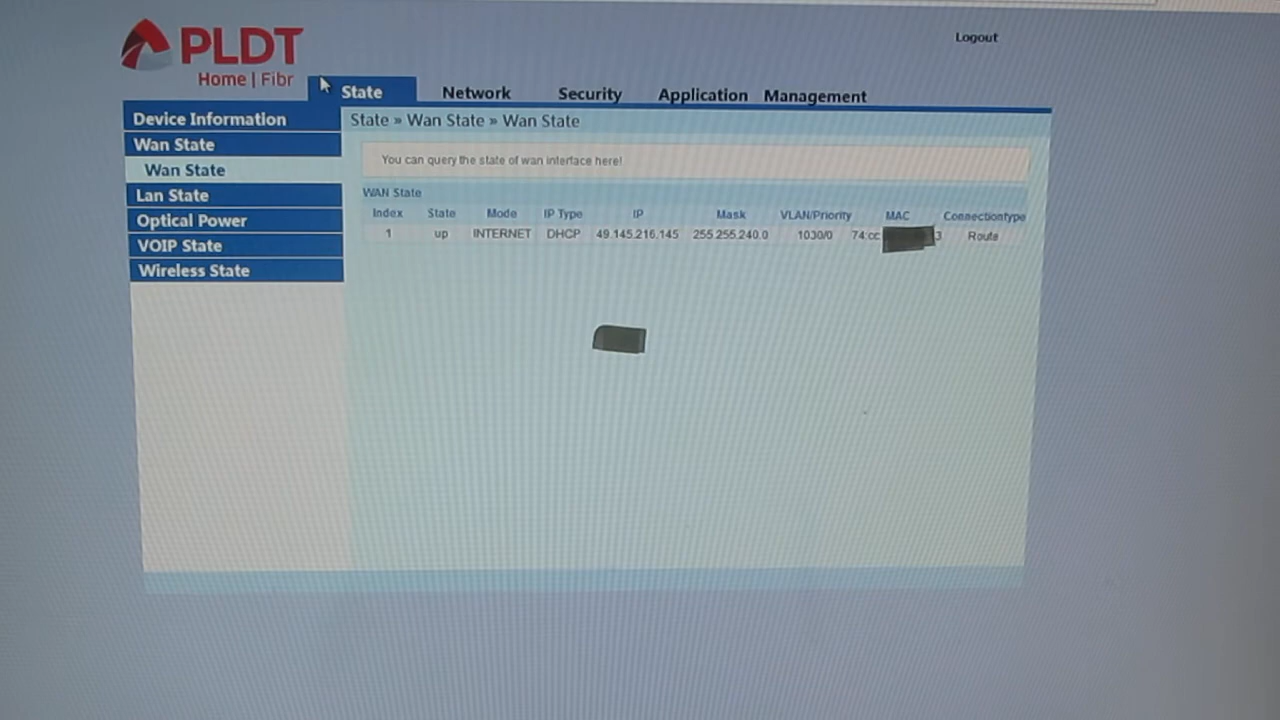 PLDT
Home | Fibr
Logout
State Network Security Application Management
Device Information
Wan State
Wan State
Lan State
Optical Power
VOIP State
Wireless State
State » Wan State » Wan State
You can query the state of wan interface here!
WAN State
Index State Mode IP Type IP Mask VLAN/Priority MAC Connectiontype
1 up INTERNET DHCP 49.145.216.145 255.255.240.0 1030/0 74:cc 3 Route